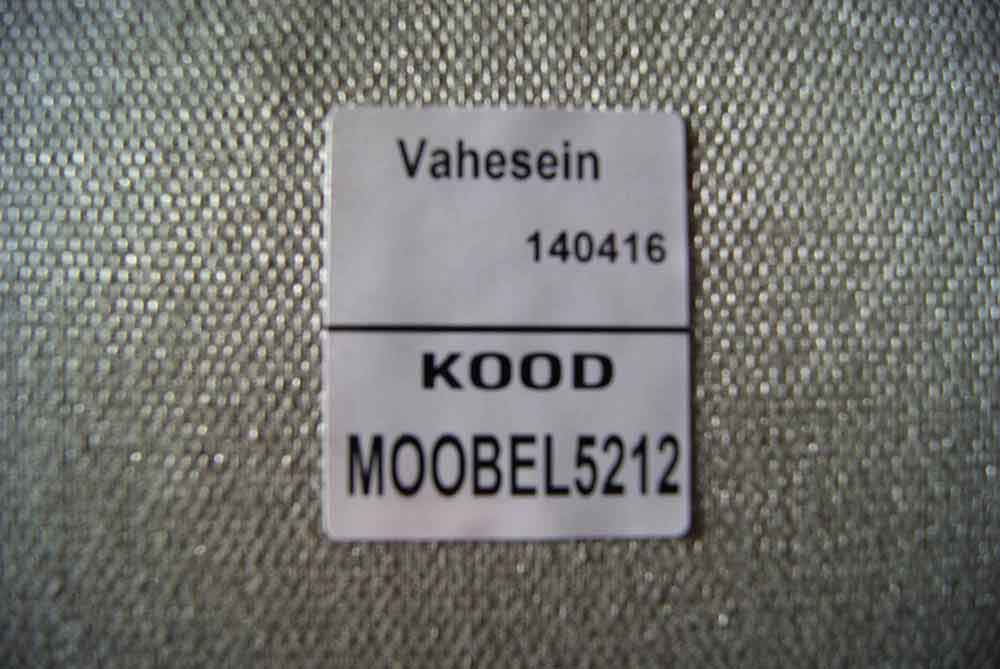 Vahesein
140416
KOOD
MOOBEL5212